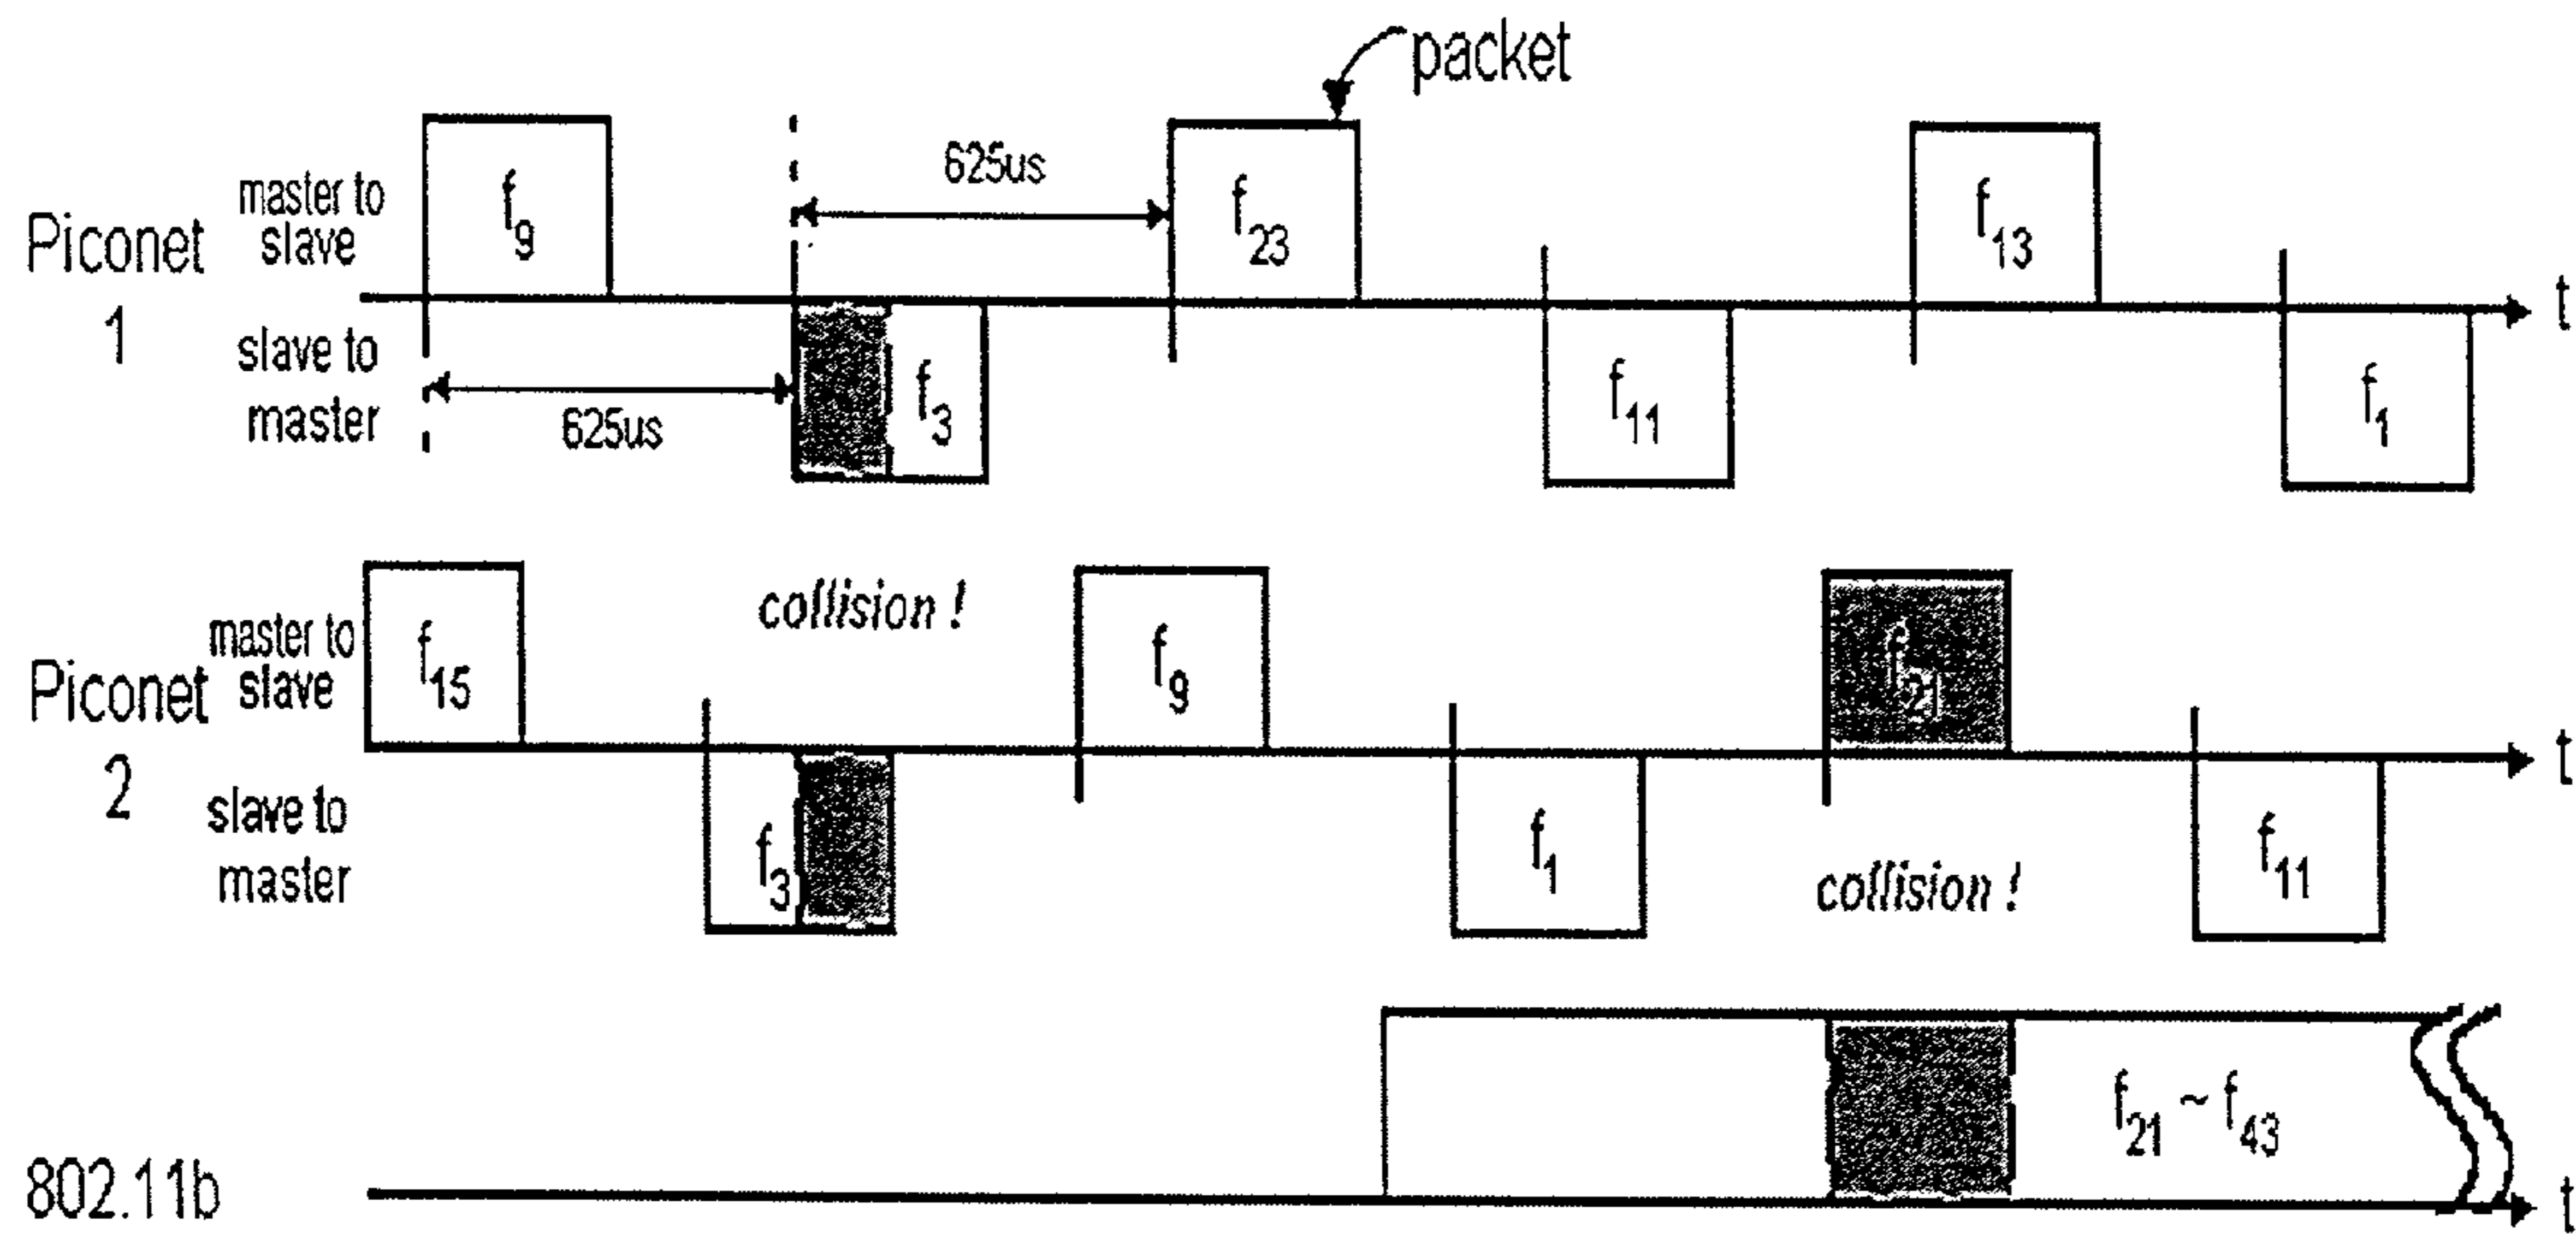 packet
Piconet
1
master to
slave
slave to
master
f9
625us
625us
f3
f23
f11
f13
f1
t
Piconet
2
master to
slave
slave to
master
f15
collision !
f3
f9
f1
f21
collision !
f11
t
802.11b
f21 ~ f43
t